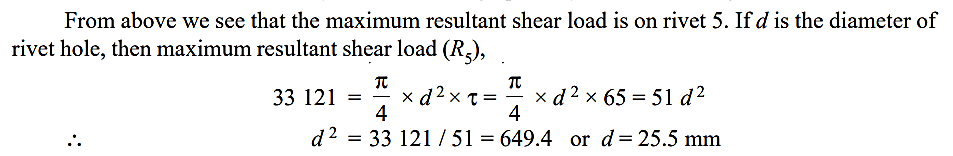 From above we see that the maximum resultant shear load is on rivet 5. If d is the diameter of
rivet hole, then maximum resultant shear load (R₅),
33 121 = π/4 × d² × τ = π/4 × d² × 65 = 51 d²
∴ d² = 33 121 / 51 = 649.4 or d = 25.5 mm